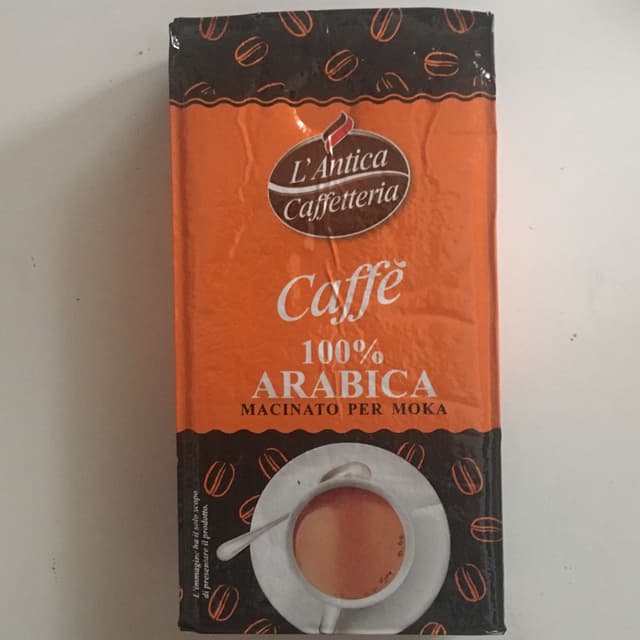 L'Antica
Caffetteria
Caffè
100%
ARABICA
MACINATO PER MOKA
L'immagine ha il solo scopo
di presentare il prodotto.